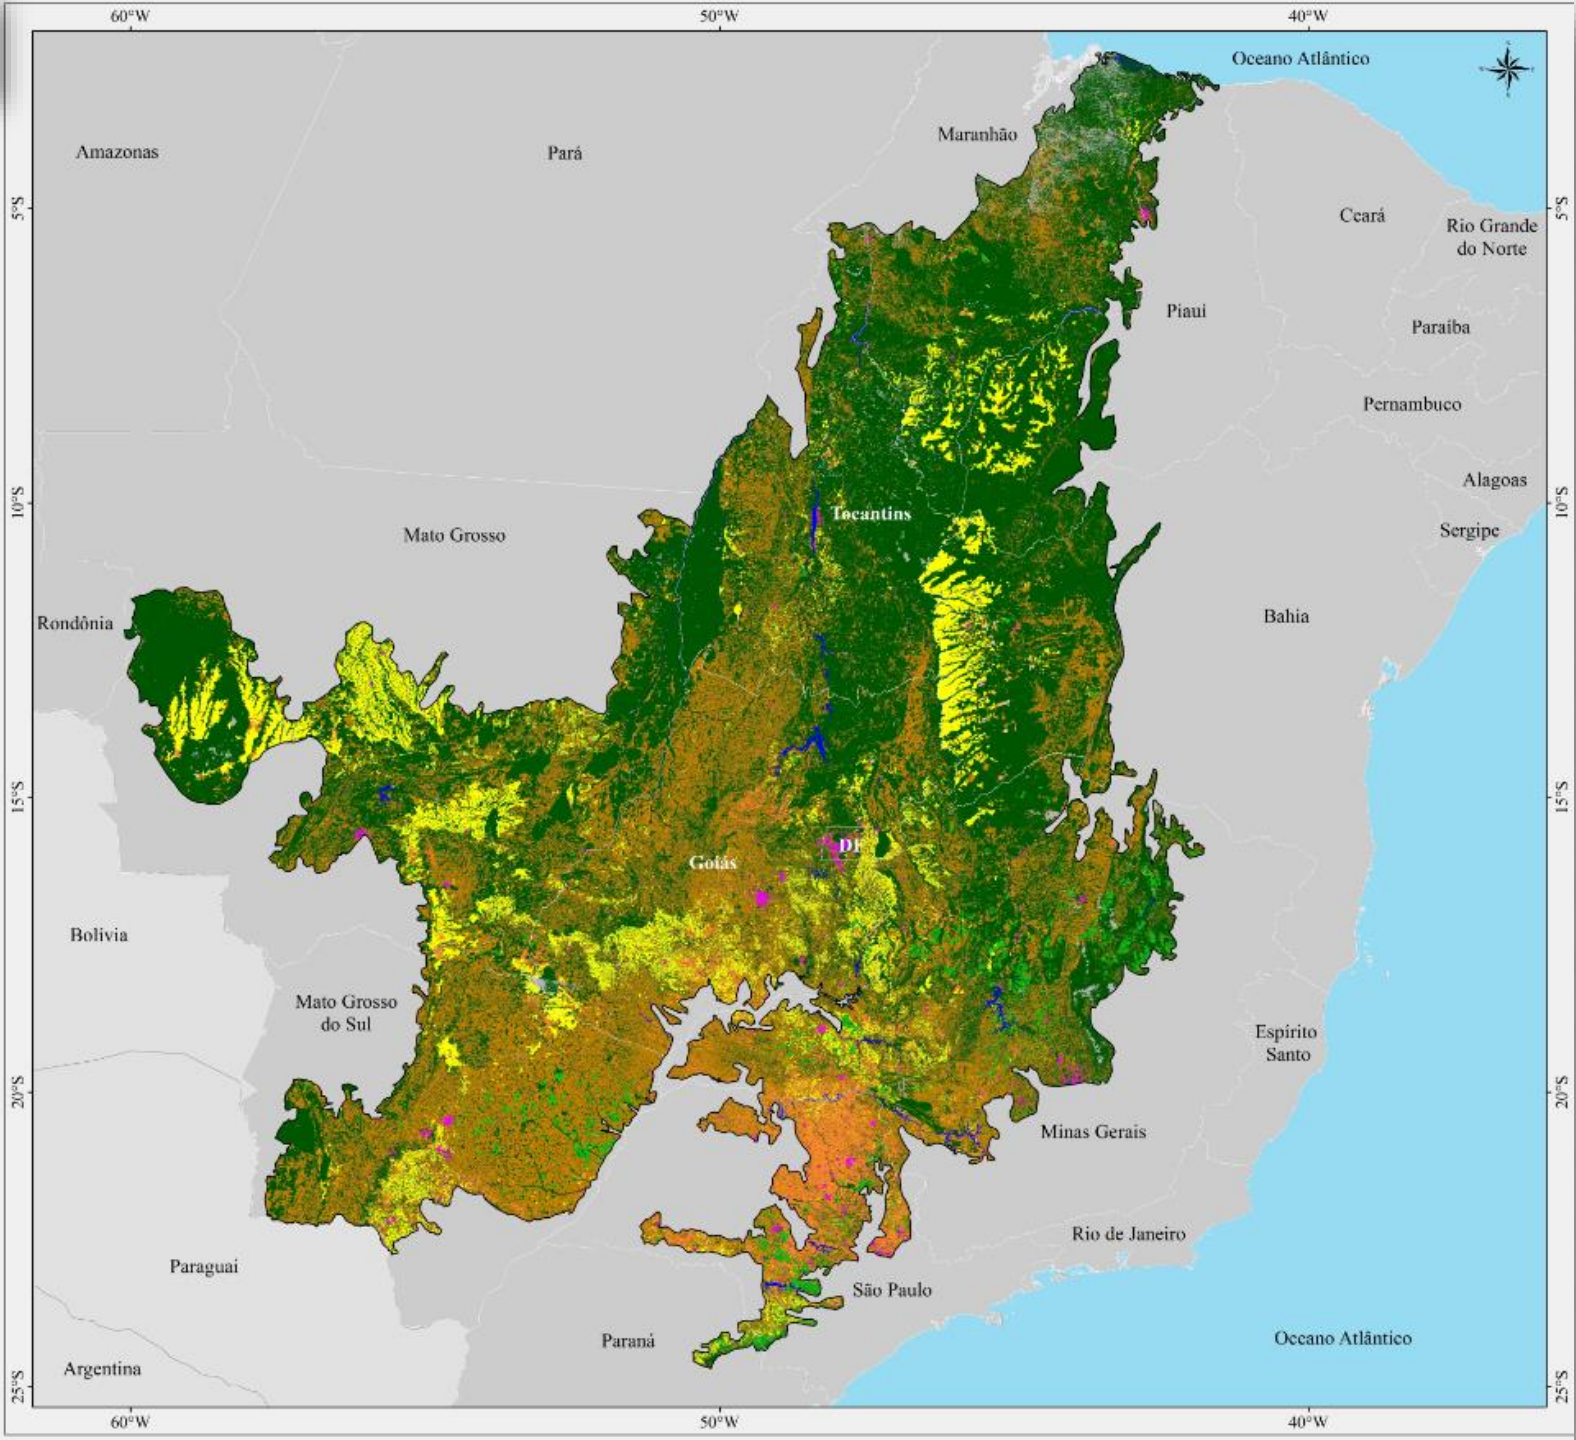 60°W
50°W
40°W
Oceano Atlântico
Maranhão
Amazonas
Pará
5°S
5°S
Ceará
Rio Grande
do Norte
Piauí
Paraíba
Pernambuco
Alagoas
10°S
10°S
Tocantins
Sergipe
Mato Grosso
Bahia
Rondônia
15°S
15°S
DF
Goiás
Bolívia
Mato Grosso
do Sul
Espírito
Santo
20°S
20°S
Minas Gerais
Rio de Janeiro
Paraguai
São Paulo
Paraná
Oceano Atlântico
Argentina
25°S
25°S
60°W
50°W
40°W